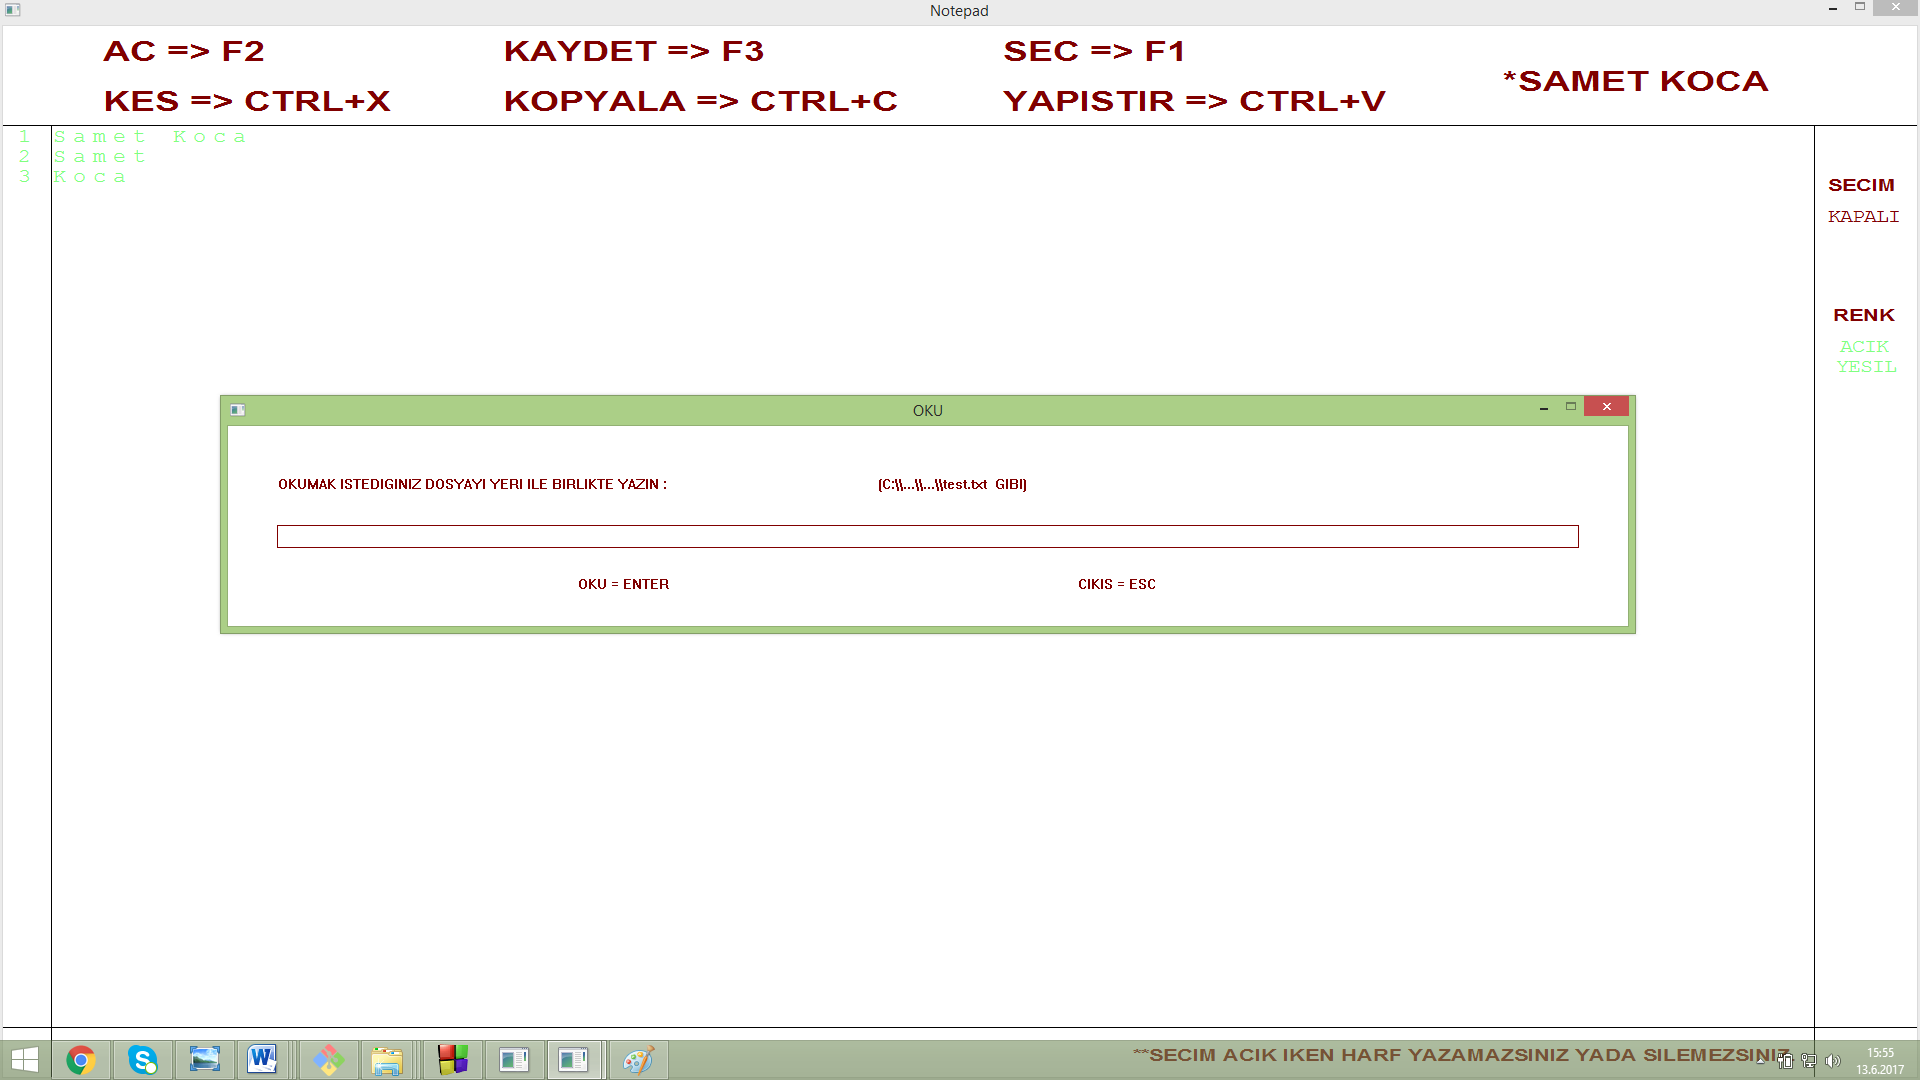 Notepad
AC => F2 KAYDET => F3 SEC => F1
*SAMET KOCA
KES => CTRL+X KOPYALA => CTRL+C YAPISTIR => CTRL+V
1 Samet Koca
2 Samet
3 Koca
SECIM
KAPALI
RENK
ACIK
YESIL
OKU
OKUMAK ISTEDIGINIZ DOSYAYI YERI ILE BIRLIKTE YAZIN : (C:\\...\\...\\test.txt GIBI)
OKU = ENTER CIKIS = ESC
**SECIM ACIK IKEN HARF YAZAMAZSINIZ YADA SILEMEZSINIZ
15:55
13.6.2017